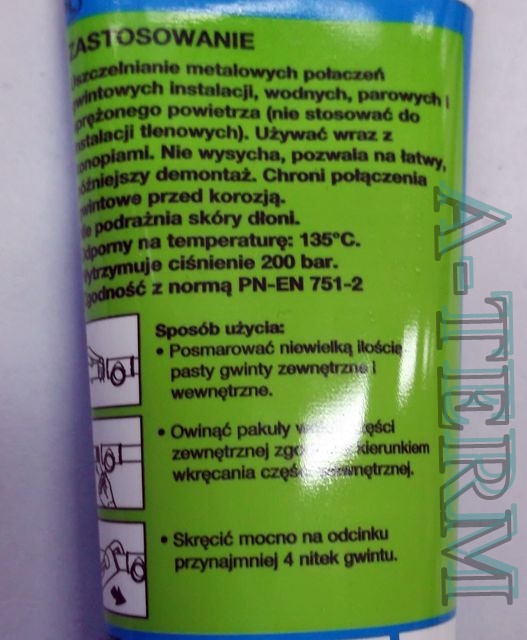 ZASTOSOWANIE
Uszczelnianie metalowych połaczeń
gwintowych instalacji, wodnych, parowych i
sprężonego powietrza (nie stosować do
instalacji tlenowych). Używać wraz z
konopiami. Nie wysycha, pozwala na łatwy,
późniejszy demontaż. Chroni połączenia
gwintowe przed korozją.
Nie podrażnia skóry dłoni.
Odporny na temperaturę: 135°C.
Wytrzymuje ciśnienie 200 bar.
Zgodność z normą PN-EN 751-2
Sposób użycia:
• Posmarować niewielką ilością
pasty gwinty zewnętrzne i
wewnętrzne.
• Owinąć pakuły części
zewnętrznej kierunkiem
wkręcania
• Skręcić mocno na odcinku
przynajmniej 4 nitek gwintu.
A-TERM